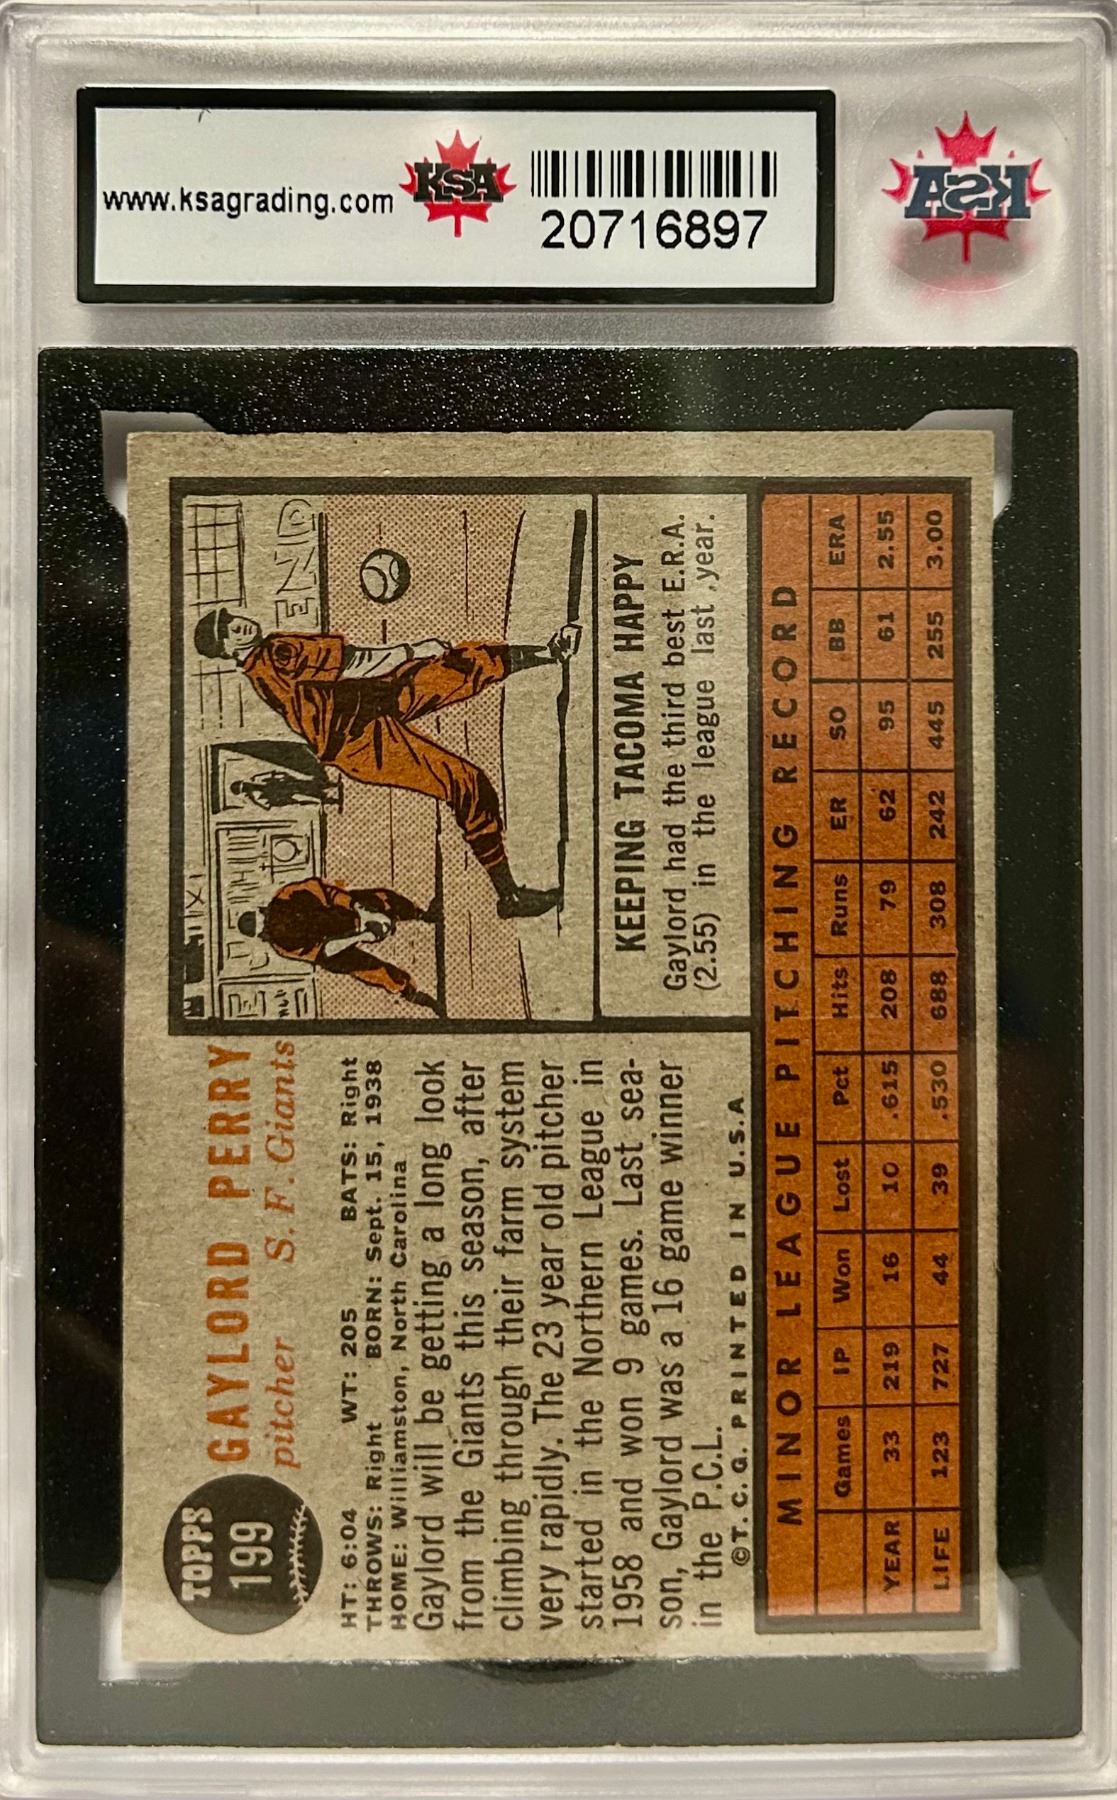 www.ksagrading.com
KSA
20716897
KSA
TOPPS
199
GAYLORD PERRY
pitcher S. F. Giants
HT: 6:04 WT: 205 BATS: Right
THROWS: Right BORN: Sept. 15, 1938
HOME: Williamston, North Carolina
Gaylord will be getting a long look
from the Giants this season, after
climbing through their farm system
very rapidly. The 23 year old pitcher
started in the Northern League in
1958 and won 9 games. Last sea-
son, Gaylord was a 16 game winner
in the P.C.L.
©T. C. G. PRINTED IN U.S.A.
END
KEEPING TACOMA HAPPY
Gaylord had the third best E.R.A.
(2.55) in the league last year.
MINOR LEAGUE PITCHING RECORD
Games IP Won Lost Pct Hits Runs ER SO BB ERA
YEAR 33 219 16 10 .615 208 79 62 95 61 2.55
LIFE 123 727 44 39 .530 688 308 242 445 255 3.00